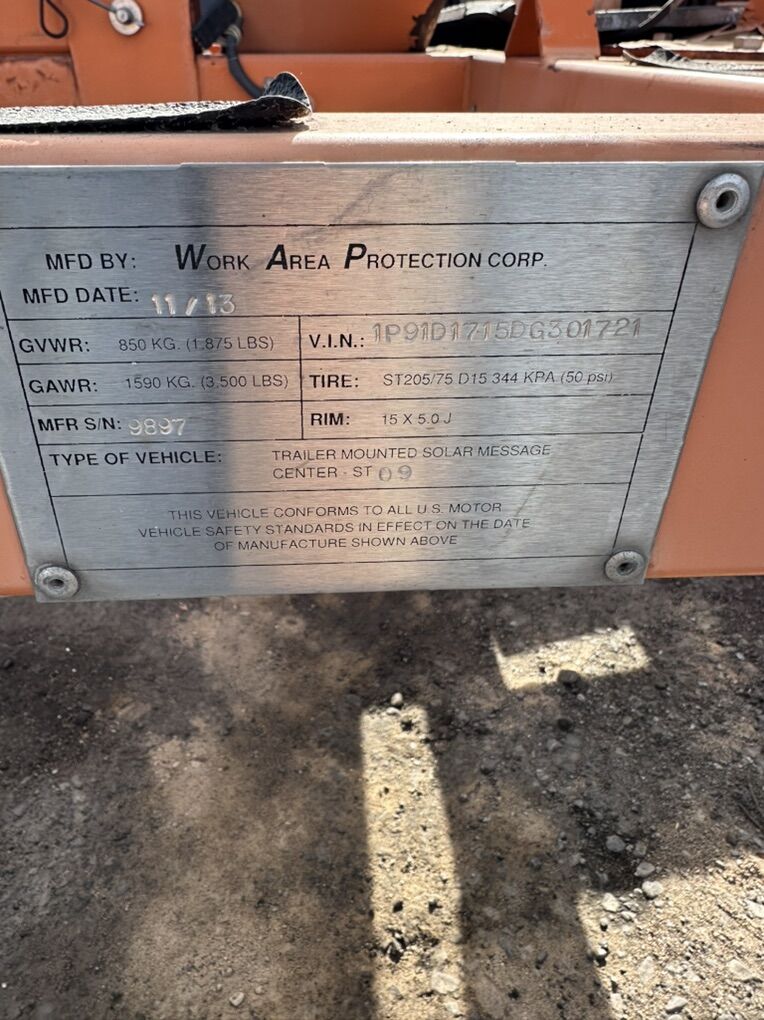 MFD BY: WORK AREA PROTECTION CORP.
MFD DATE: 11/13
GVWR: 850 KG. (1,875 LBS) V.I.N.: 1P91D1715DG301721
GAWR: 1590 KG. (3,500 LBS) TIRE: ST205/75 D15 344 KPA (50 psi)
MFR S/N: 9897 RIM: 15 X 5.0 J
TYPE OF VEHICLE: TRAILER MOUNTED SOLAR MESSAGE
CENTER - ST 09
THIS VEHICLE CONFORMS TO ALL U.S. MOTOR
VEHICLE SAFETY STANDARDS IN EFFECT ON THE DATE
OF MANUFACTURE SHOWN ABOVE